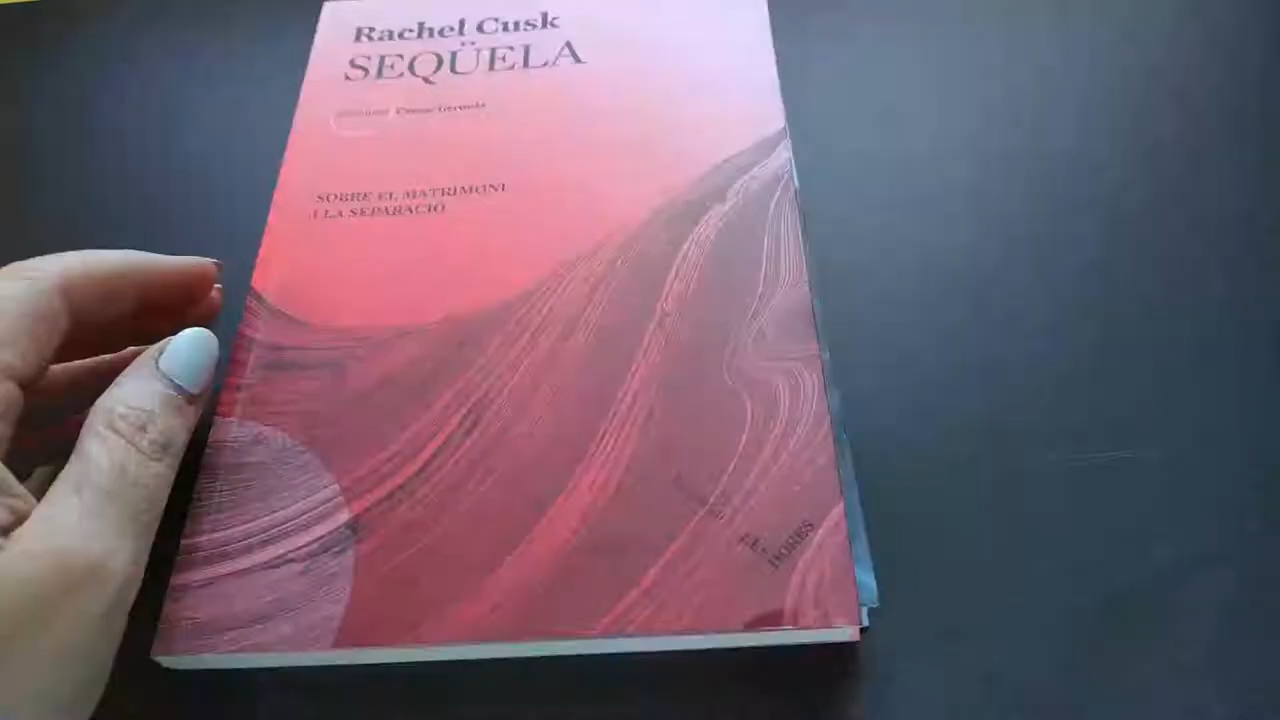 Rachel Cusk
SEQÜELA
SOBRE EL MATRIMONI
I LA SEPARACIÓ